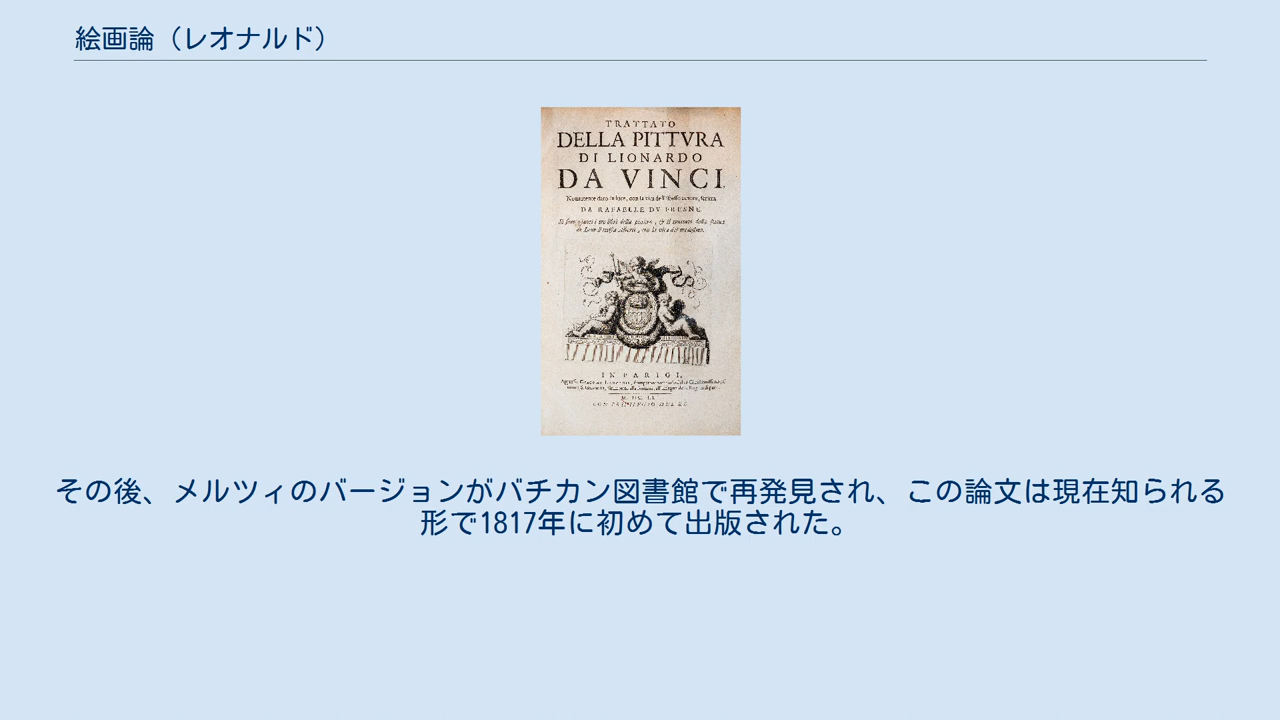 絵画論（レオナルド）
TRATTATO
DELLA PITTVRA
DI LIONARDO
DA VINCI.
DA RAFAELLE DV FRESNE.
IN PARIGI,
その後、メルツィのバージョンがバチカン図書館で再発見され、この論文は現在知られる
形で1817年に初めて出版された。